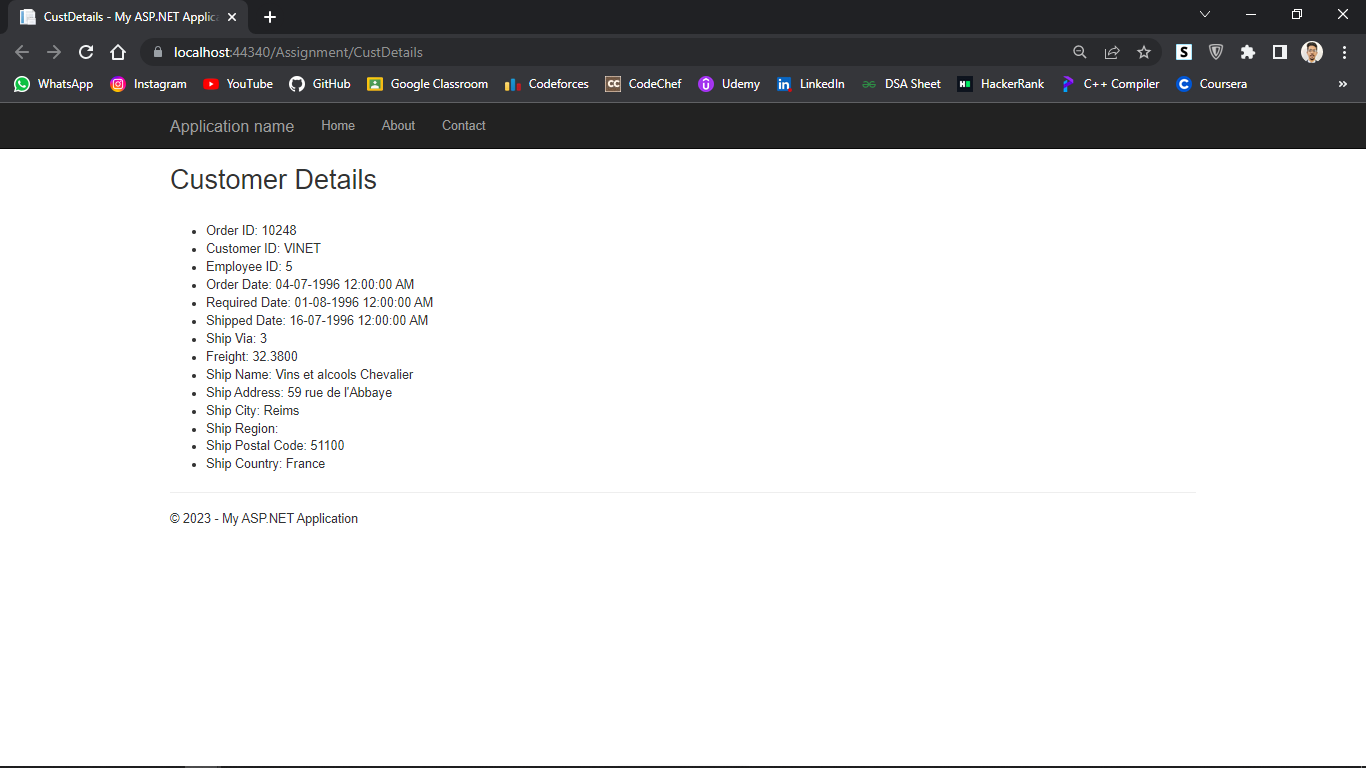 CustDetails - My ASP.NET Applica
localhost:44340/Assignment/CustDetails
S
WhatsApp Instagram YouTube GitHub Google Classroom Codeforces CC CodeChef Udemy in LinkedIn DSA Sheet HackerRank C++ Compiler C Coursera »
Application name Home About Contact
Customer Details
• Order ID: 10248
• Customer ID: VINET
• Employee ID: 5
• Order Date: 04-07-1996 12:00:00 AM
• Required Date: 01-08-1996 12:00:00 AM
• Shipped Date: 16-07-1996 12:00:00 AM
• Ship Via: 3
• Freight: 32.3800
• Ship Name: Vins et alcools Chevalier
• Ship Address: 59 rue de l'Abbaye
• Ship City: Reims
• Ship Region:
• Ship Postal Code: 51100
• Ship Country: France
© 2023 - My ASP.NET Application